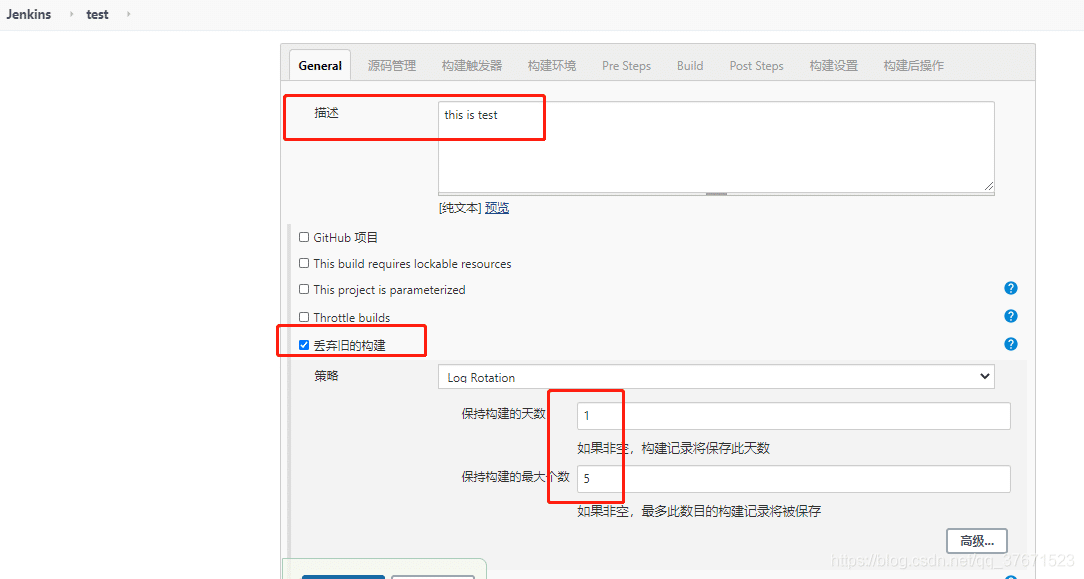 Jenkins › test ›
General 源码管理 构建触发器 构建环境 Pre Steps Build Post Steps 构建设置 构建后操作
描述
this is test
[纯文本] 预览
GitHub 项目
This build requires lockable resources
This project is parameterized
?
Throttle builds
?
丢弃旧的构建
?
策略
Log Rotation
保持构建的天数
1
如果非空，构建记录将保存此天数
保持构建的最大个数
5
如果非空，最多此数目的构建记录将被保存
高级...
https://blog.csdn.net/qq_37671523